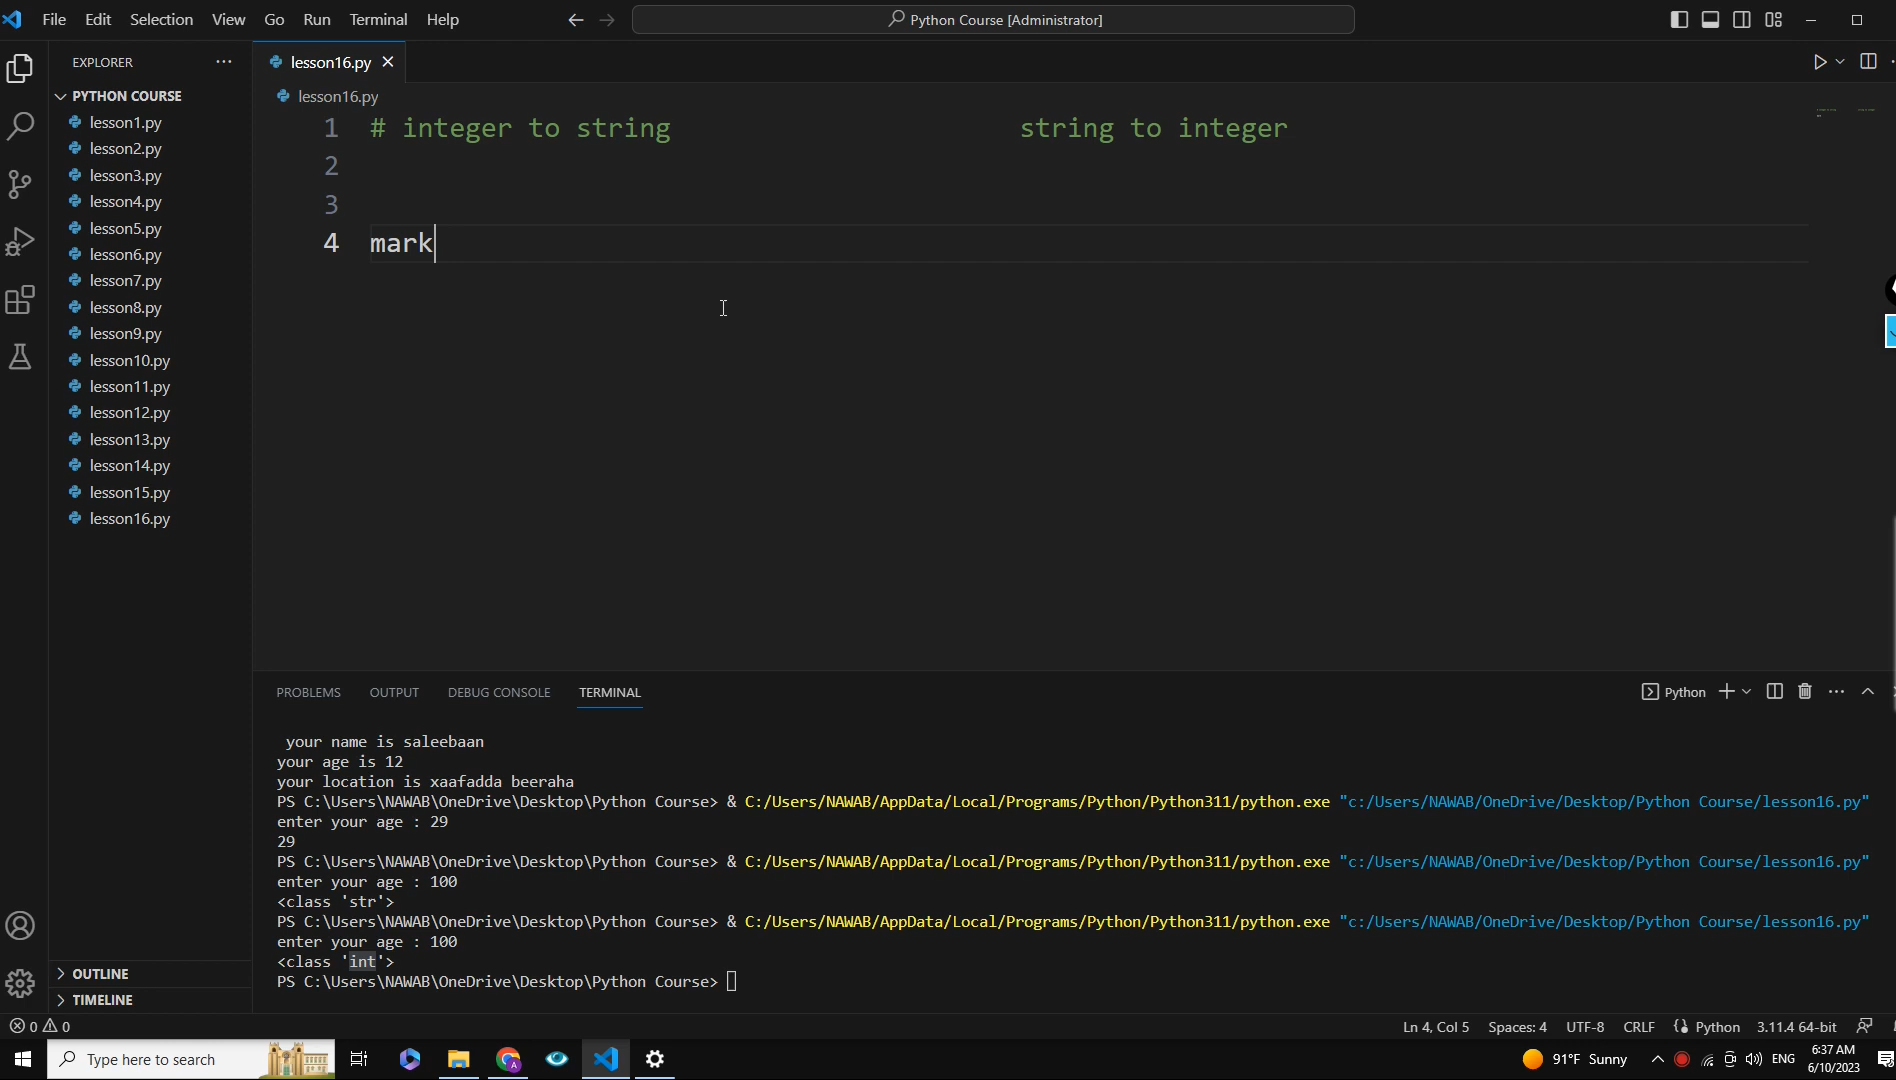 File Edit Selection View Go Run Terminal Help
Python Course [Administrator]
EXPLORER
lesson16.py
PYTHON COURSE
lesson1.py
lesson2.py
lesson3.py
lesson4.py
lesson5.py
lesson6.py
lesson7.py
lesson8.py
lesson9.py
lesson10.py
lesson11.py
lesson12.py
lesson13.py
lesson14.py
lesson15.py
lesson16.py
OUTLINE
TIMELINE
lesson16.py
1 # integer to string string to integer
2
3
4 mark
PROBLEMS OUTPUT DEBUG CONSOLE TERMINAL
Python
your name is saleebaan
your age is 12
your location is xaafadda beeraha
PS C:\Users\NAWAB\OneDrive\Desktop\Python Course> & C:/Users/NAWAB/AppData/Local/Programs/Python/Python311/python.exe "c:/Users/NAWAB/OneDrive/Desktop/Python Course/lesson16.py"
enter your age : 29
29
PS C:\Users\NAWAB\OneDrive\Desktop\Python Course> & C:/Users/NAWAB/AppData/Local/Programs/Python/Python311/python.exe "c:/Users/NAWAB/OneDrive/Desktop/Python Course/lesson16.py"
enter your age : 100
<class 'str'>
PS C:\Users\NAWAB\OneDrive\Desktop\Python Course> & C:/Users/NAWAB/AppData/Local/Programs/Python/Python311/python.exe "c:/Users/NAWAB/OneDrive/Desktop/Python Course/lesson16.py"
enter your age : 100
<class 'int'>
PS C:\Users\NAWAB\OneDrive\Desktop\Python Course>
0 0
Ln 4, Col 5 Spaces: 4 UTF-8 CRLF Python 3.11.4 64-bit
Type here to search
91°F Sunny
ENG
6:37 AM
6/10/2023